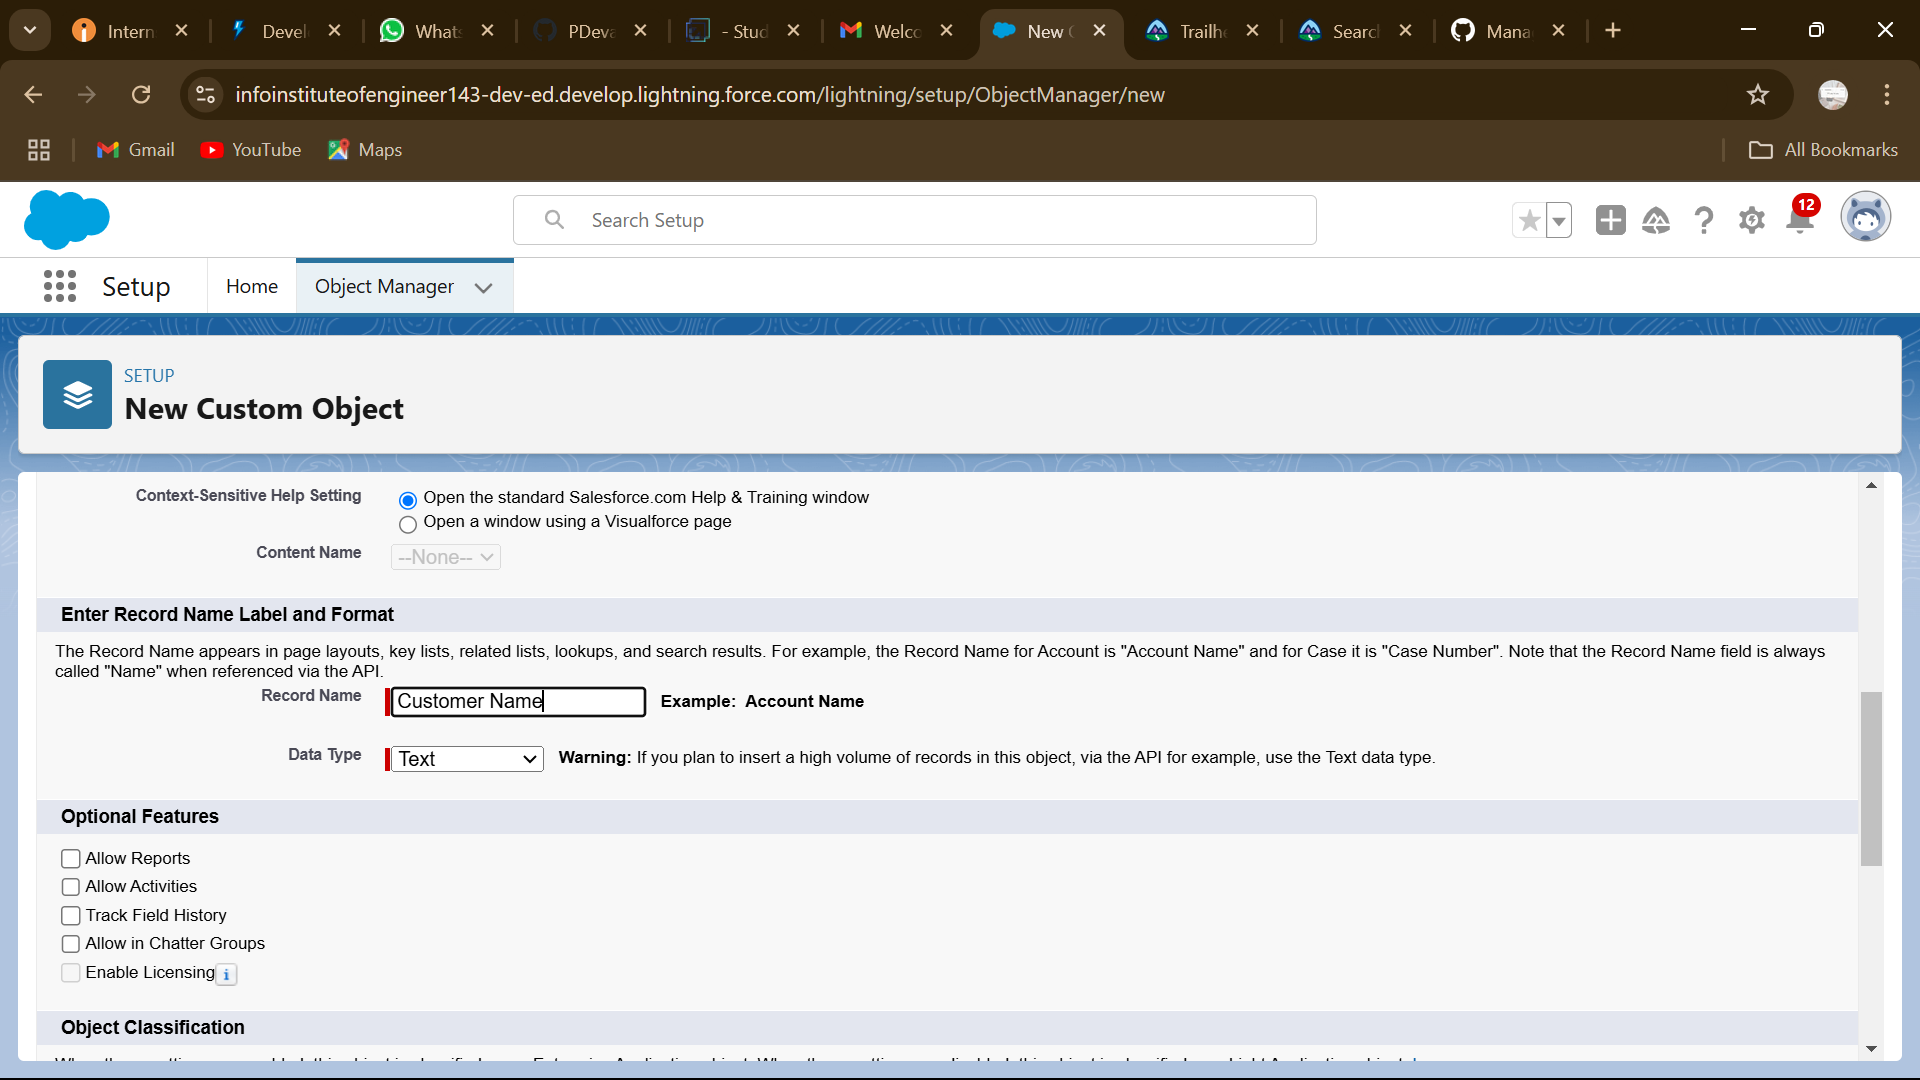 Intern
Devel
Whats
PDeva
- Stud
Welco
New
Trailhe
Search
Mana
infoinstituteofengineer143-dev-ed.develop.lightning.force.com/lightning/setup/ObjectManager/new
Gmail
YouTube
Maps
All Bookmarks
Search Setup
12
Setup
Home
Object Manager
SETUP
New Custom Object
Context-Sensitive Help Setting
Open the standard Salesforce.com Help & Training window
Open a window using a Visualforce page
Content Name
--None--
Enter Record Name Label and Format
The Record Name appears in page layouts, key lists, related lists, lookups, and search results. For example, the Record Name for Account is "Account Name" and for Case it is "Case Number". Note that the Record Name field is always
called "Name" when referenced via the API.
Record Name
Customer Name
Example: Account Name
Data Type
Text
Warning: If you plan to insert a high volume of records in this object, via the API for example, use the Text data type.
Optional Features
Allow Reports
Allow Activities
Track Field History
Allow in Chatter Groups
Enable Licensing
i
Object Classification